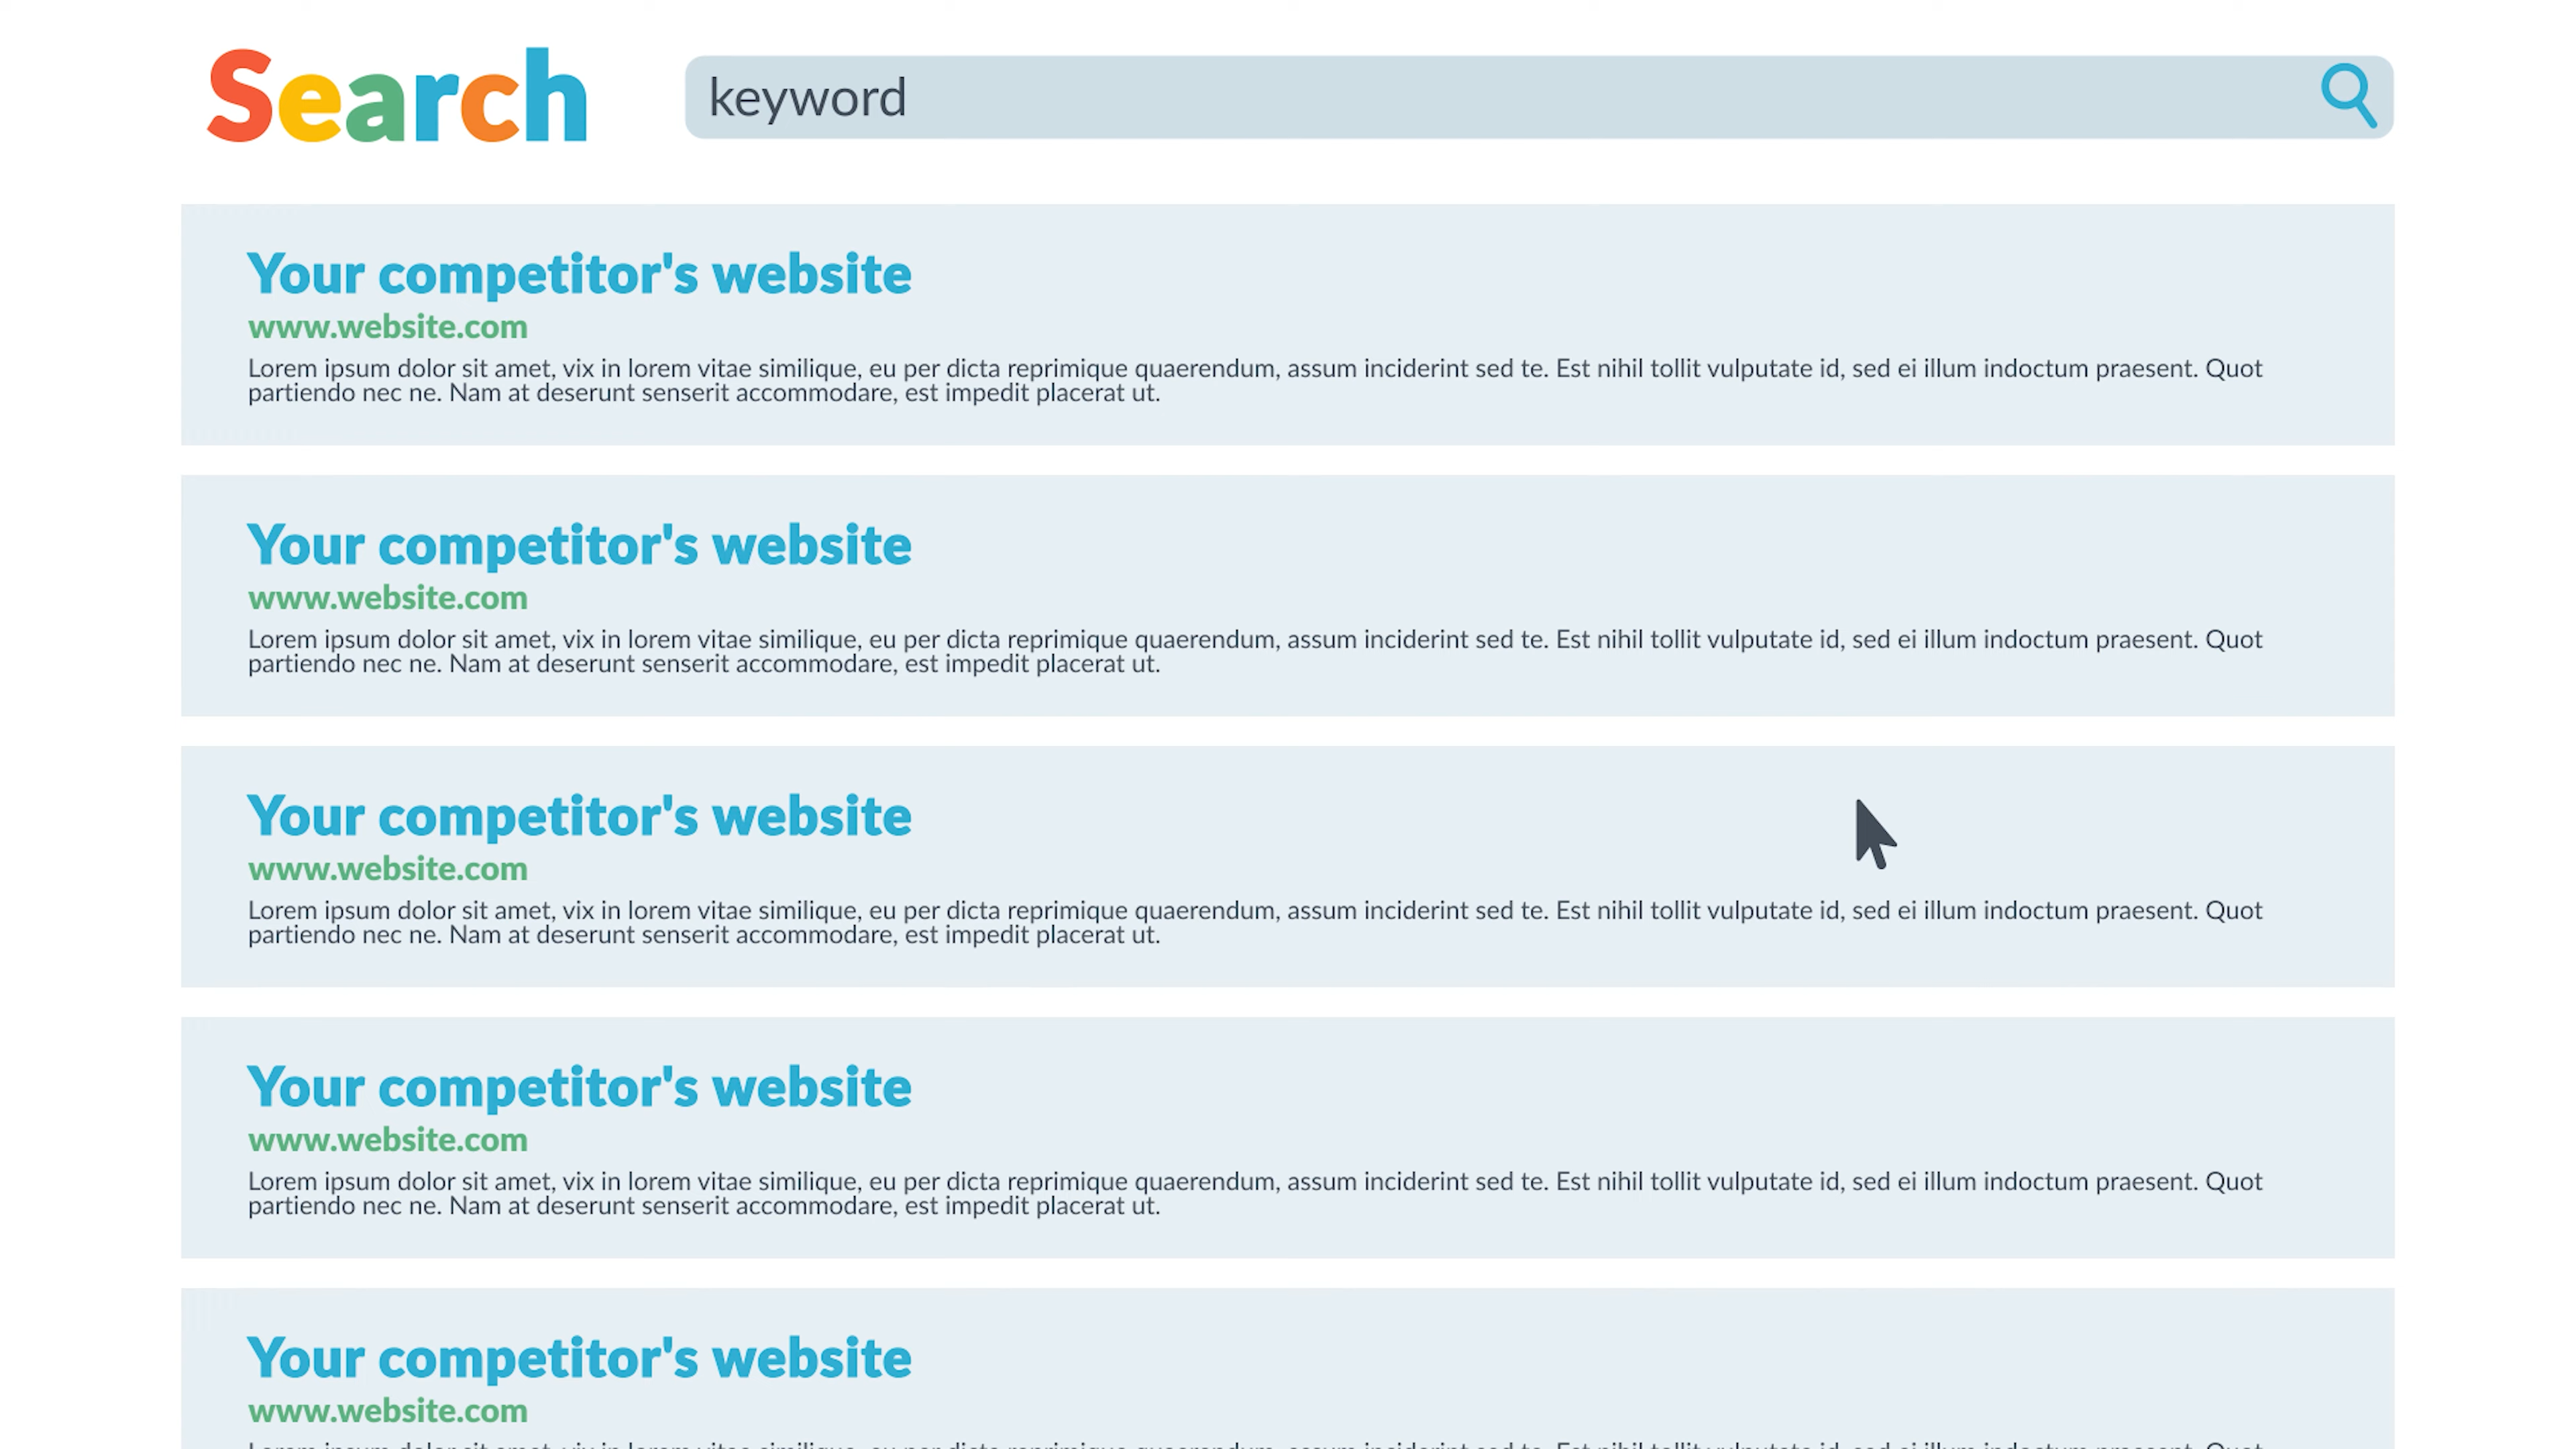 Search
keyword
Your competitor's website
www.website.com
Lorem ipsum dolor sit amet, vix in lorem vitae similique, eu per dicta reprimique quaerendum, assum inciderint sed te. Est nihil tollit vulputate id, sed ei illum indoctum praesent. Quot
partiendo nec ne. Nam at deserunt senserit accommodare, est impedit placerat ut.
Your competitor's website
www.website.com
Lorem ipsum dolor sit amet, vix in lorem vitae similique, eu per dicta reprimique quaerendum, assum inciderint sed te. Est nihil tollit vulputate id, sed ei illum indoctum praesent. Quot
partiendo nec ne. Nam at deserunt senserit accommodare, est impedit placerat ut.
Your competitor's website
www.website.com
Lorem ipsum dolor sit amet, vix in lorem vitae similique, eu per dicta reprimique quaerendum, assum inciderint sed te. Est nihil tollit vulputate id, sed ei illum indoctum praesent. Quot
partiendo nec ne. Nam at deserunt senserit accommodare, est impedit placerat ut.
Your competitor's website
www.website.com
Lorem ipsum dolor sit amet, vix in lorem vitae similique, eu per dicta reprimique quaerendum, assum inciderint sed te. Est nihil tollit vulputate id, sed ei illum indoctum praesent. Quot
partiendo nec ne. Nam at deserunt senserit accommodare, est impedit placerat ut.
Your competitor's website
www.website.com